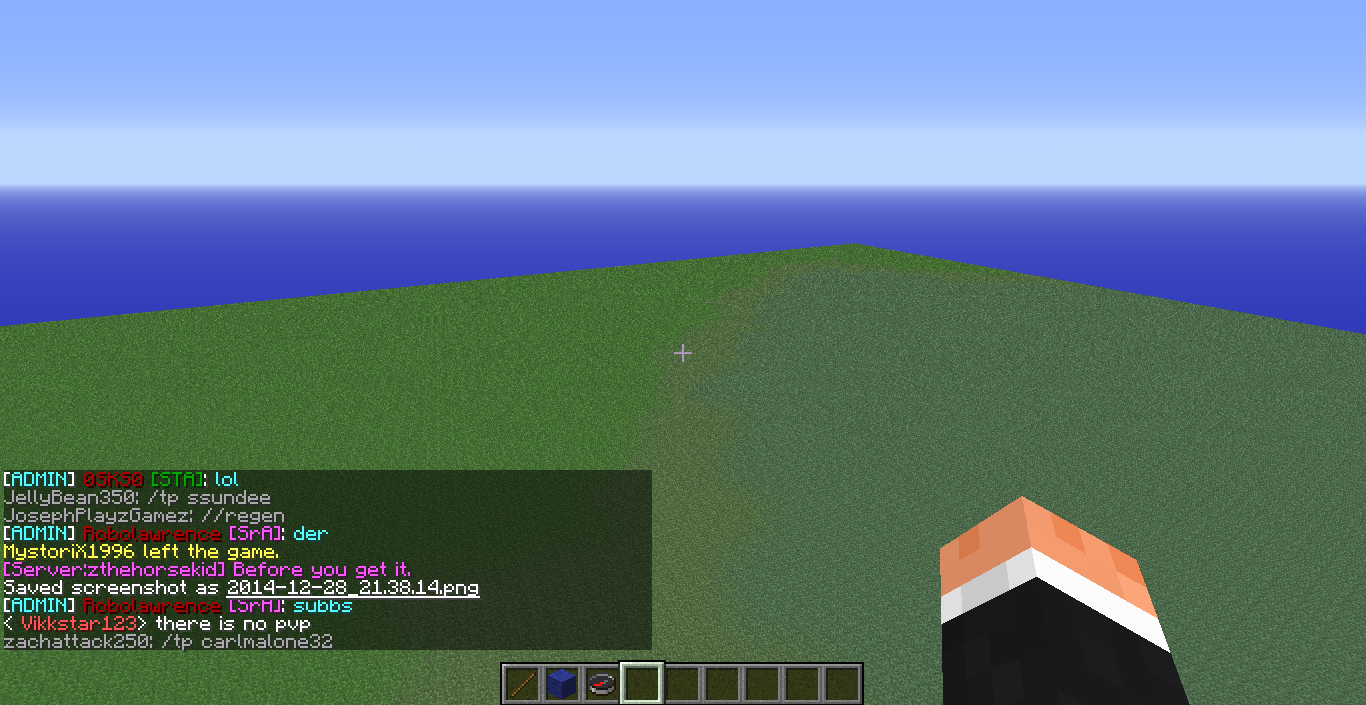 [ADMIN] 0SK50 [STA]: lol
JellyBean350: /tp ssundee
JosephPlayzGamez: //regen
[ADMIN] Robolawrence [SrA]: der
MystoriX1996 left the game.
[Server:zthehorsekid] Before you get it.
Saved screenshot as 2014-12-28_21.38.14.png
[ADMIN] Robolawrence [SrA]: subbs
< Vikkstar123> there is no pvp
zachattack250: /tp carlmalone32